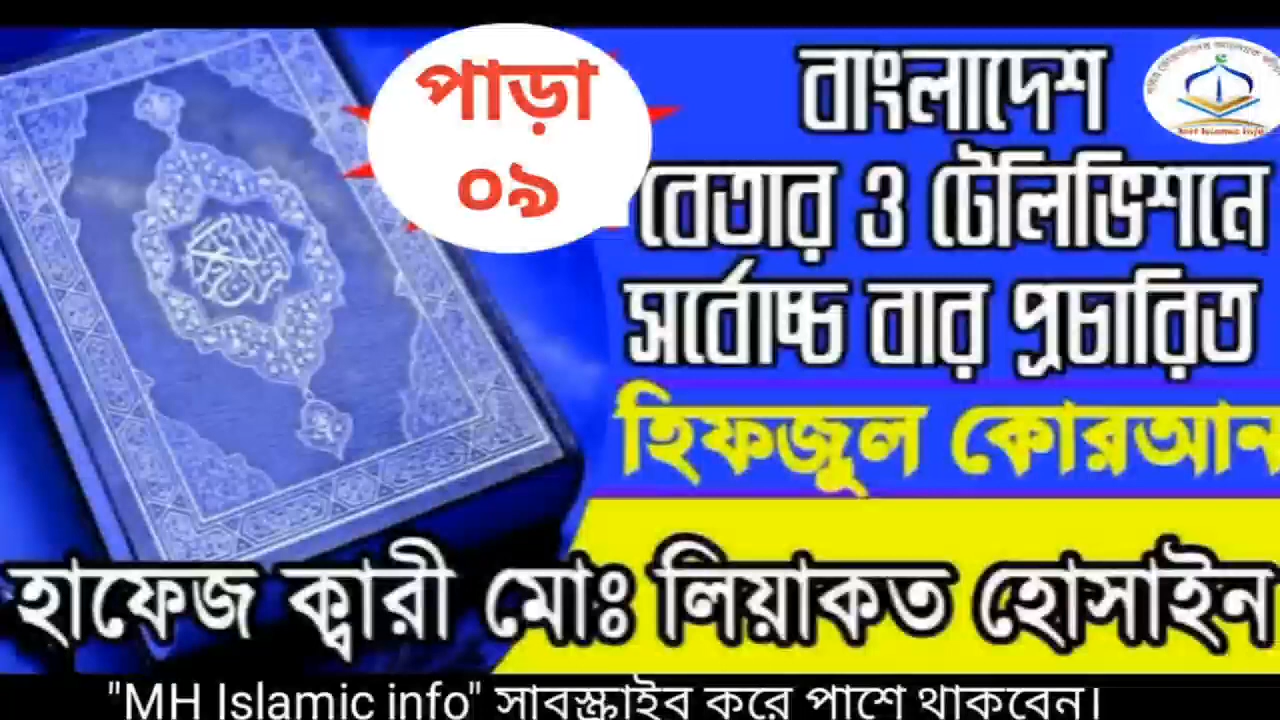 পাড়া
০৯
বাংলাদেশ
বেতার ও টেলিভিশনে
সর্বোচ্চ বার প্রচারিত
হিফজুল কোরআন
হাফেজ ক্বারী মোঃ লিয়াকত হোসাইন
"MH Islamic info" সাবস্ক্রাইব করে পাশে থাকবেন।